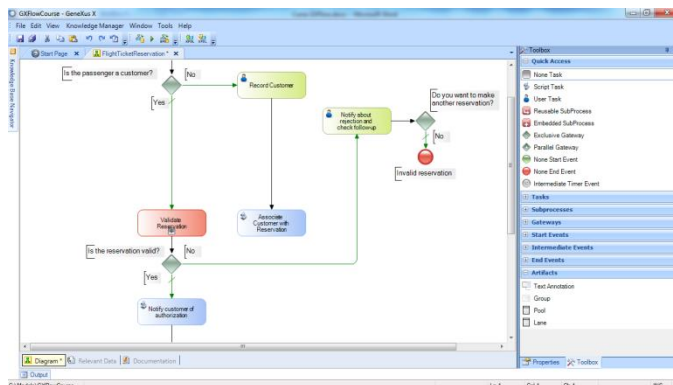 GXFlowCourse - GeneXus X
File Edit View Knowledge Manager Window Tools Help
Start Page
FlightTicketReservation *
Knowledge Base Navigator
Is the passenger a customer?
No
Record Customer
Yes
Notify about
rejection and
check followup
Do you want to make
another reservation?
No
Invalid reservation
Validate
Reservation
Associate
Customer with
Reservation
Is the reservation valid?
No
Yes
Notify customer of
authorization
Diagram *
Relevant Data
Documentation
Output
Toolbox
Quick Access
None Task
Script Task
User Task
Reusable SubProcess
Embedded SubProcess
Exclusive Gateway
Parallel Gateway
None Start Event
None End Event
Intermediate Timer Event
Tasks
Subprocesses
Gateways
Start Events
Intermediate Events
End Events
Artifacts
Text Annotation
Group
Pool
Lane
Properties
Toolbox